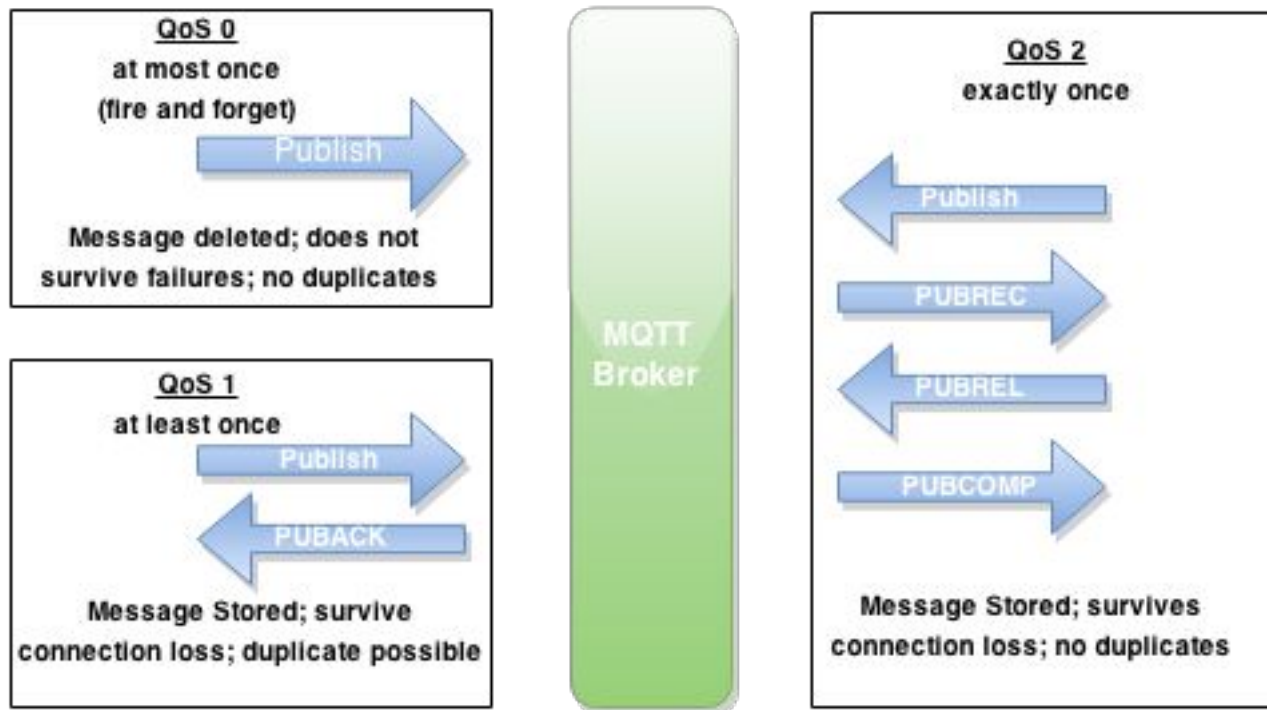 QoS 0
at most once
(fire and forget)
Publish
Message deleted; does not
survive failures; no duplicates
QoS 1
at least once
Publish
PUBACK
Message Stored; survive
connection loss; duplicate possible
MQTT
Broker
QoS 2
exactly once
Publish
PUBREC
PUBREL
PUBCOMP
Message Stored; survives
connection loss; no duplicates